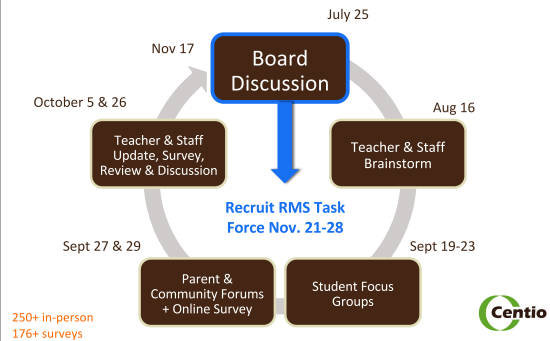 July 25
Nov 17
Board
Discussion
October 5 & 26
Aug 16
Teacher & Staff
Update, Survey,
Review & Discussion
Teacher & Staff
Brainstorm
Recruit RMS Task
Force Nov. 21-28
Sept 27 & 29
Sept 19-23
Parent &
Community Forums
+ Online Survey
Student Focus
Groups
250+ in-person
176+ surveys
Centio